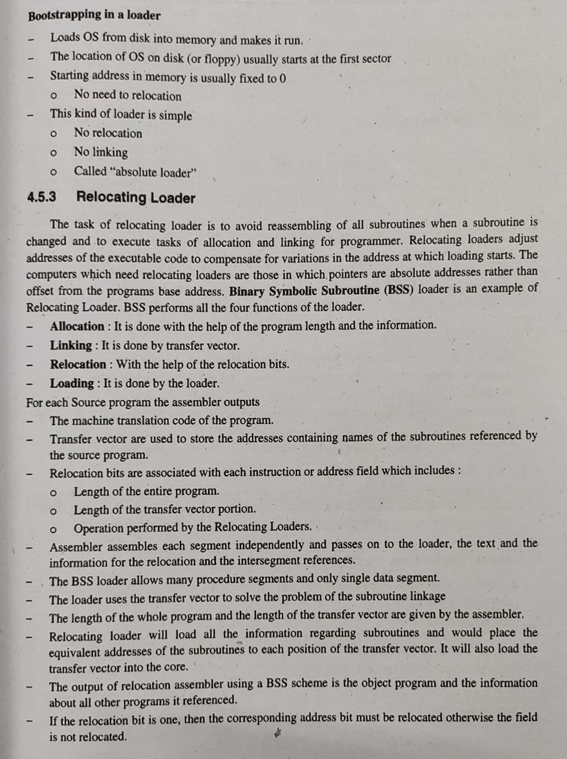 Bootstrapping in a loader
– Loads OS from disk into memory and makes it run.
– The location of OS on disk (or floppy) usually starts at the first sector
– Starting address in memory is usually fixed to 0
o No need to relocation
– This kind of loader is simple
o No relocation
o No linking
o Called "absolute loader"
4.5.3 Relocating Loader
The task of relocating loader is to avoid reassembling of all subroutines when a subroutine is
changed and to execute tasks of allocation and linking for programmer. Relocating loaders adjust
addresses of the executable code to compensate for variations in the address at which loading starts. The
computers which need relocating loaders are those in which pointers are absolute addresses rather than
offset from the programs base address. Binary Symbolic Subroutine (BSS) loader is an example of
Relocating Loader. BSS performs all the four functions of the loader.
– Allocation : It is done with the help of the program length and the information.
– Linking : It is done by transfer vector.
– Relocation : With the help of the relocation bits.
– Loading : It is done by the loader.
For each Source program the assembler outputs
– The machine translation code of the program.
– Transfer vector are used to store the addresses containing names of the subroutines referenced by
the source program.
– Relocation bits are associated with each instruction or address field which includes :
o Length of the entire program.
o Length of the transfer vector portion.
o Operation performed by the Relocating Loaders.
– Assembler assembles each segment independently and passes on to the loader, the text and the
information for the relocation and the intersegment references.
– The BSS loader allows many procedure segments and only single data segment.
– The loader uses the transfer vector to solve the problem of the subroutine linkage
– The length of the whole program and the length of the transfer vector are given by the assembler.
– Relocating loader will load all the information regarding subroutines and would place the
equivalent addresses of the subroutines to each position of the transfer vector. It will also load the
transfer vector into the core.
– The output of relocation assembler using a BSS scheme is the object program and the information
about all other programs it referenced.
– If the relocation bit is one, then the corresponding address bit must be relocated otherwise the field
is not relocated.